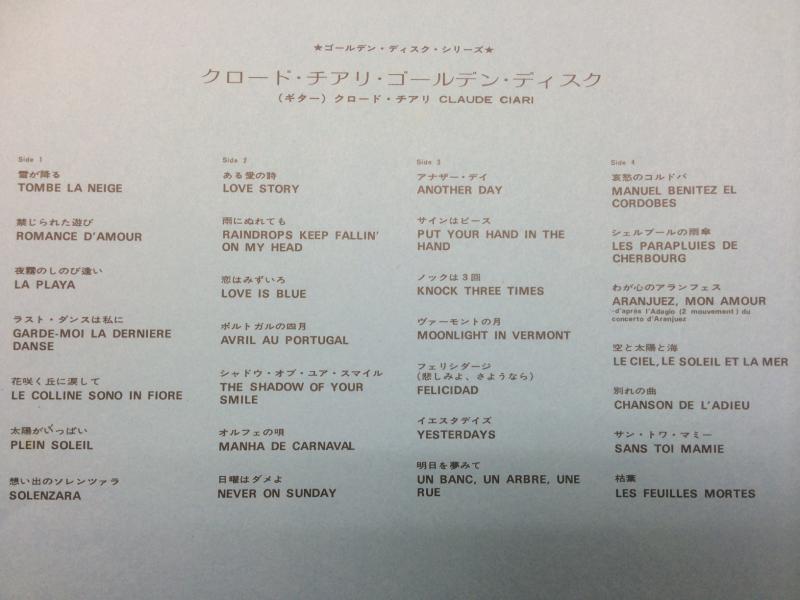 ★ゴールデン・ディスク・シリーズ★
クロード・チアリ・ゴールデン・ディスク
(ギター) クロード・チアリ CLAUDE CIARI
Side 1
雪が降る
TOMBE LA NEIGE
禁じられた遊び
ROMANCE D'AMOUR
夜霧のしのび逢い
LA PLAYA
ラスト・ダンスは私に
GARDE-MOI LA DERNIERE
DANSE
花咲く丘に涙して
LE COLLINE SONO IN FIORE
太陽がいっぱい
PLEIN SOLEIL
想い出のソレンツァラ
SOLENZARA
Side 2
ある愛の詩
LOVE STORY
雨にぬれても
RAINDROPS KEEP FALLIN'
ON MY HEAD
恋はみずいろ
LOVE IS BLUE
ポルトガルの四月
AVRIL AU PORTUGAL
シャドウ・オブ・ユア・スマイル
THE SHADOW OF YOUR
SMILE
オルフェの唄
MANHA DE CARNAVAL
日曜はダメよ
NEVER ON SUNDAY
Side 3
アナザー・デイ
ANOTHER DAY
サインはピース
PUT YOUR HAND IN THE
HAND
ノックは3回
KNOCK THREE TIMES
ヴァーモントの月
MOONLIGHT IN VERMONT
フェリシダージ
(悲しみよ、さようなら)
FELICIDAD
イエスタデイズ
YESTERDAYS
明日を夢みて
UN BANC, UN ARBRE, UNE
RUE
Side 4
哀愁のコルドバ
MANUEL BENITEZ EL
CORDOBES
シェルブールの雨傘
LES PARAPLUIES DE
CHERBOURG
わが心のアランフェス
ARANJUEZ, MON AMOUR
-d'après l'Adagio (2 mouvement) du
concerto d'Aranjuez
空と太陽と海
LE CIEL, LE SOLEIL ET LA MER
別れの曲
CHANSON DE L'ADIEU
サン・トワ・マミー
SANS TOI MAMIE
枯葉
LES FEUILLES MORTES